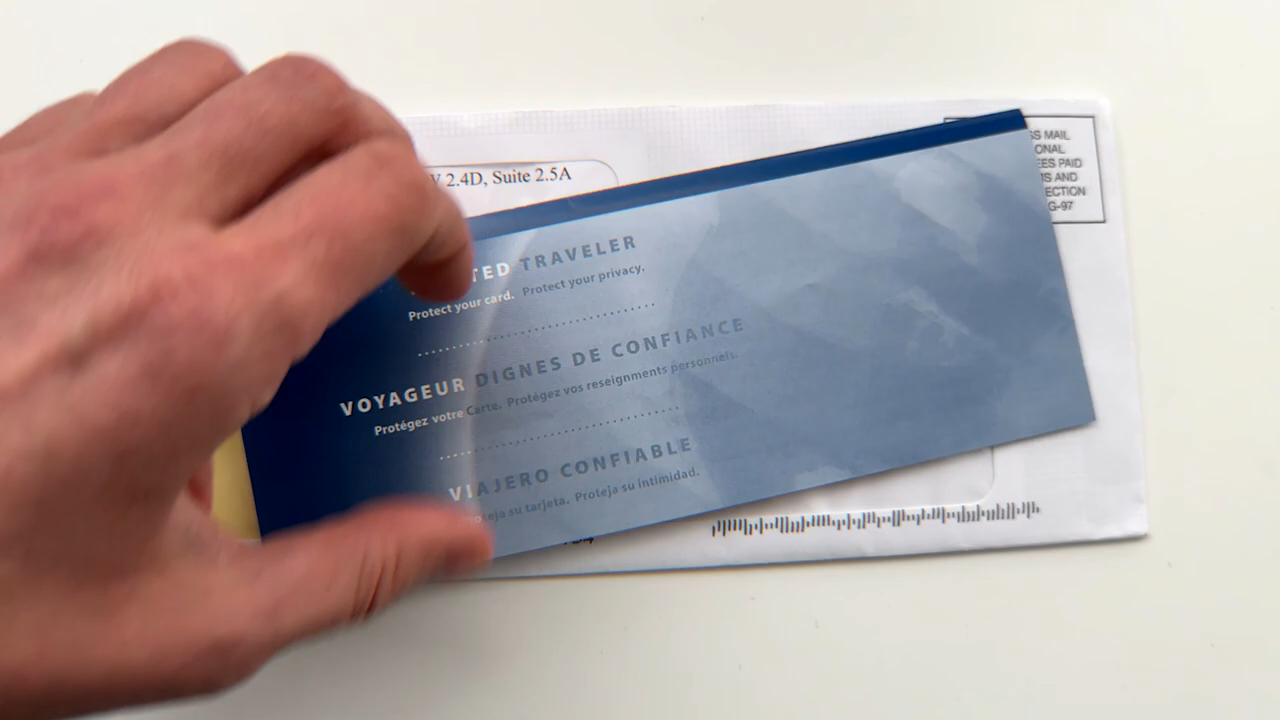 2.4D, Suite 2.5A
SS MAIL
ONAL
EES PAID
MS AND
ECTION
G-97
TED TRAVELER
Protect your card. Protect your privacy.
VOYAGEUR DIGNES DE CONFIANCE
Protégez votre Carte. Protégez vos reseignments personnels.
VIAJERO CONFIABLE
teja su tarjeta. Proteja su intimidad.